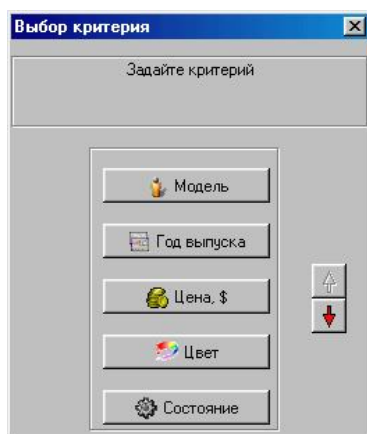 Выбор критерия
Задайте критерий
Модель
Год выпуска
Цена, $
Цвет
Состояние